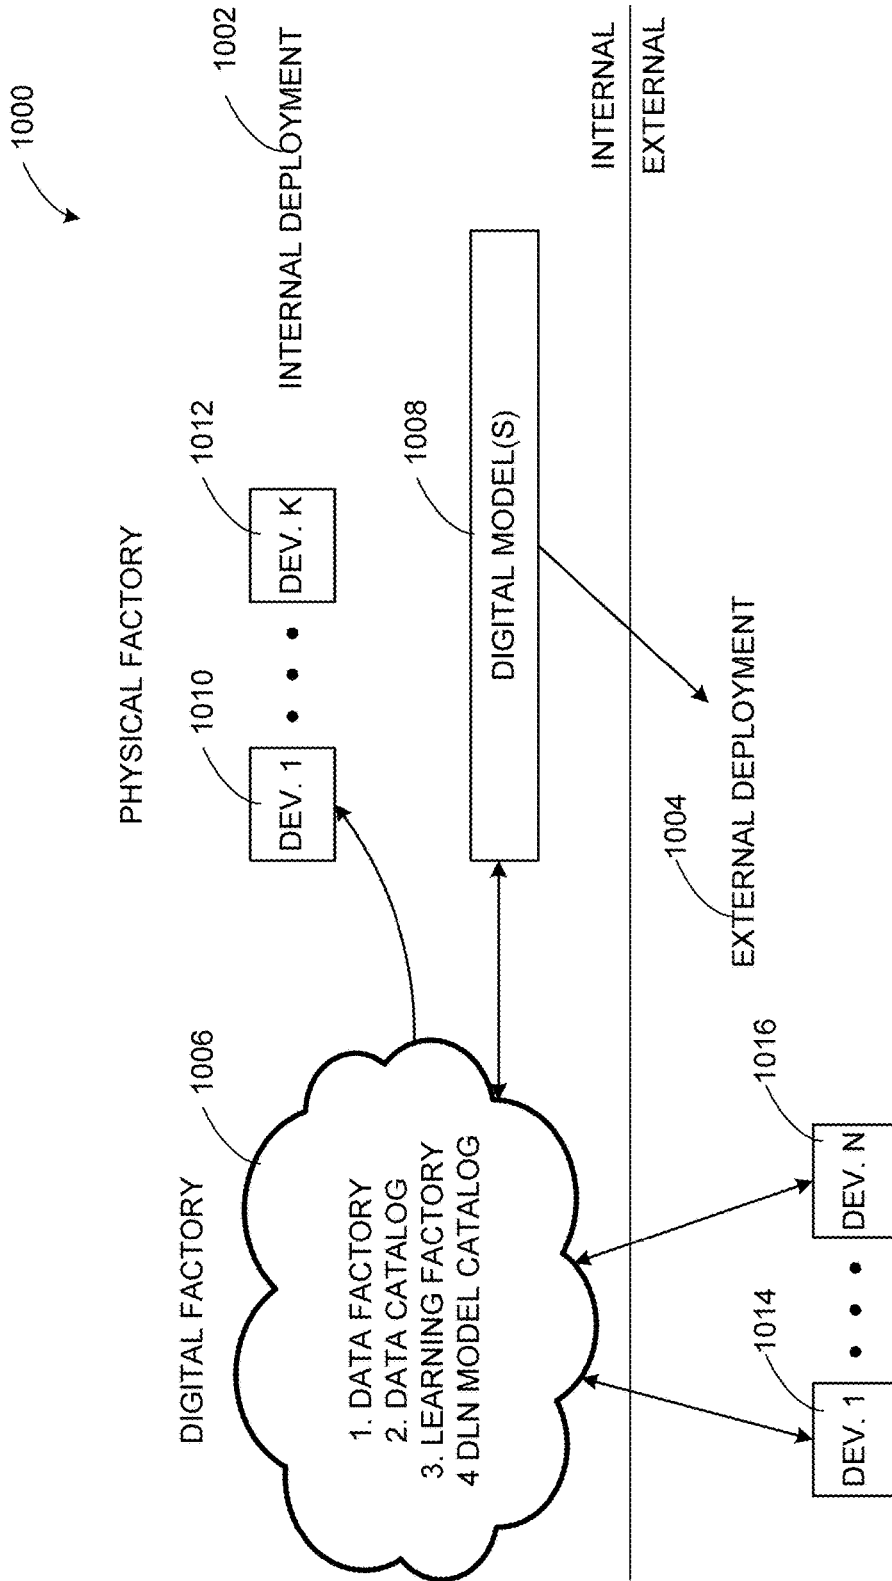 1000
PHYSICAL FACTORY
DIGITAL FACTORY
1006
1010
1012
1002
DEV. 1
DEV. K
INTERNAL DEPLOYMENT
1. DATA FACTORY
2. DATA CATALOG
3. LEARNING FACTORY
4 DLN MODEL CATALOG
1008
DIGITAL MODEL(S)
INTERNAL
EXTERNAL
1004
EXTERNAL DEPLOYMENT
1014
1016
DEV. 1
DEV. N